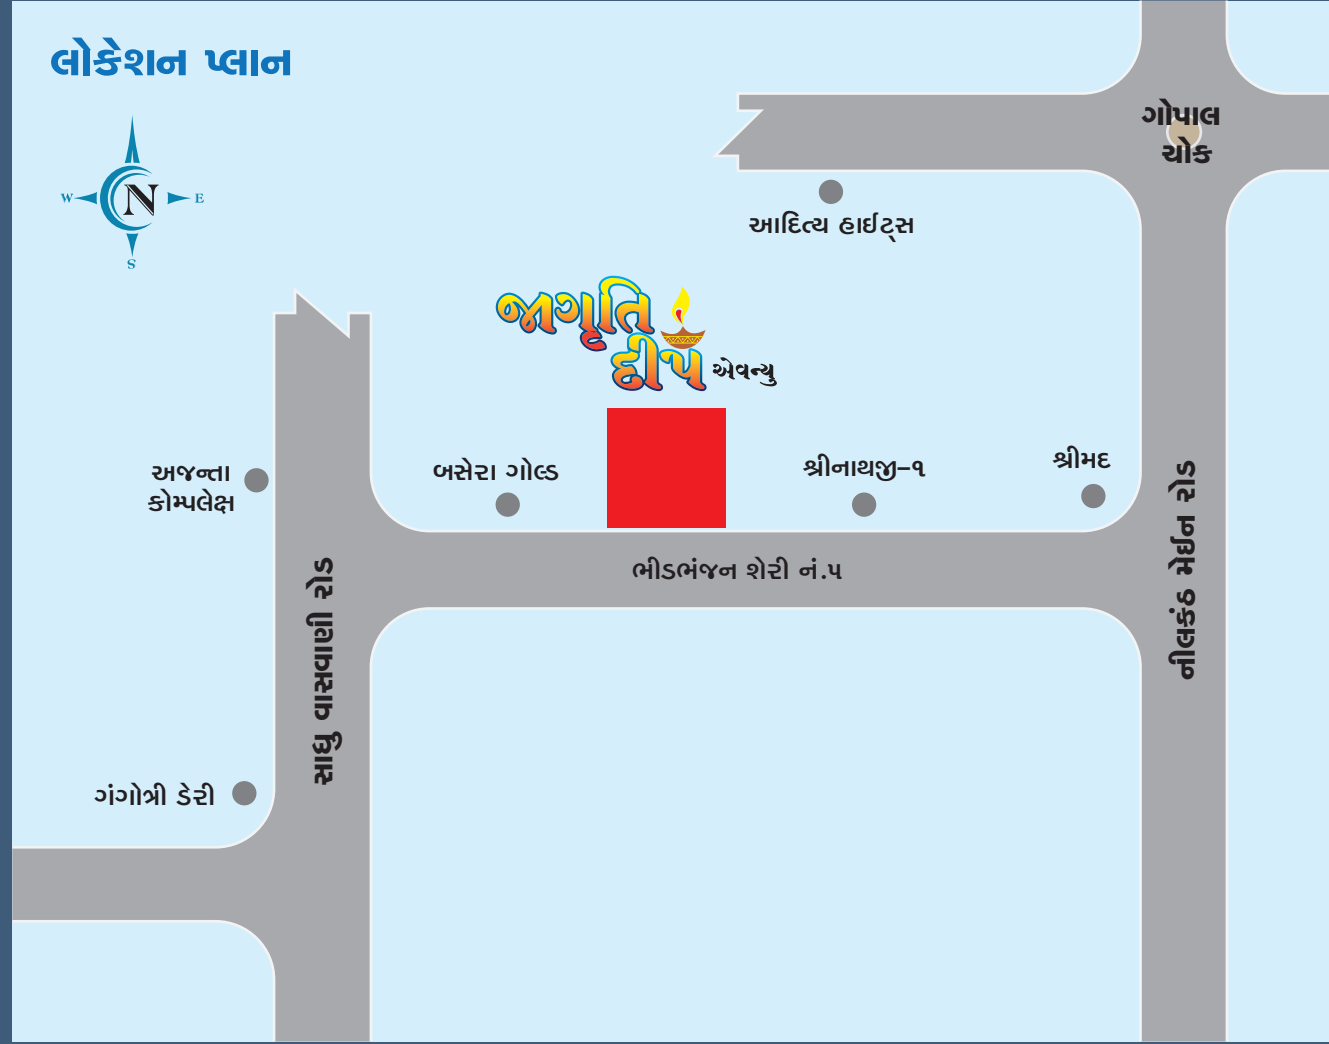 લોકેશન પ્લાન
N
W
E
S
ગોપાલ
ચોક
આદિત્ય હાઈટ્સ
જાગૃતિ
દીપ એવન્યુ
અજન્તા
કોમ્પલેક્ષ
બસેરા ગોલ્ડ
શ્રીનાથજી–૧
શ્રીમદ
ભીડભંજન શેરી નં.૫
સાધુ વાસવાણી રોડ
નીલકંઠ મેઈન રોડ
ગંગોત્રી ડેરી